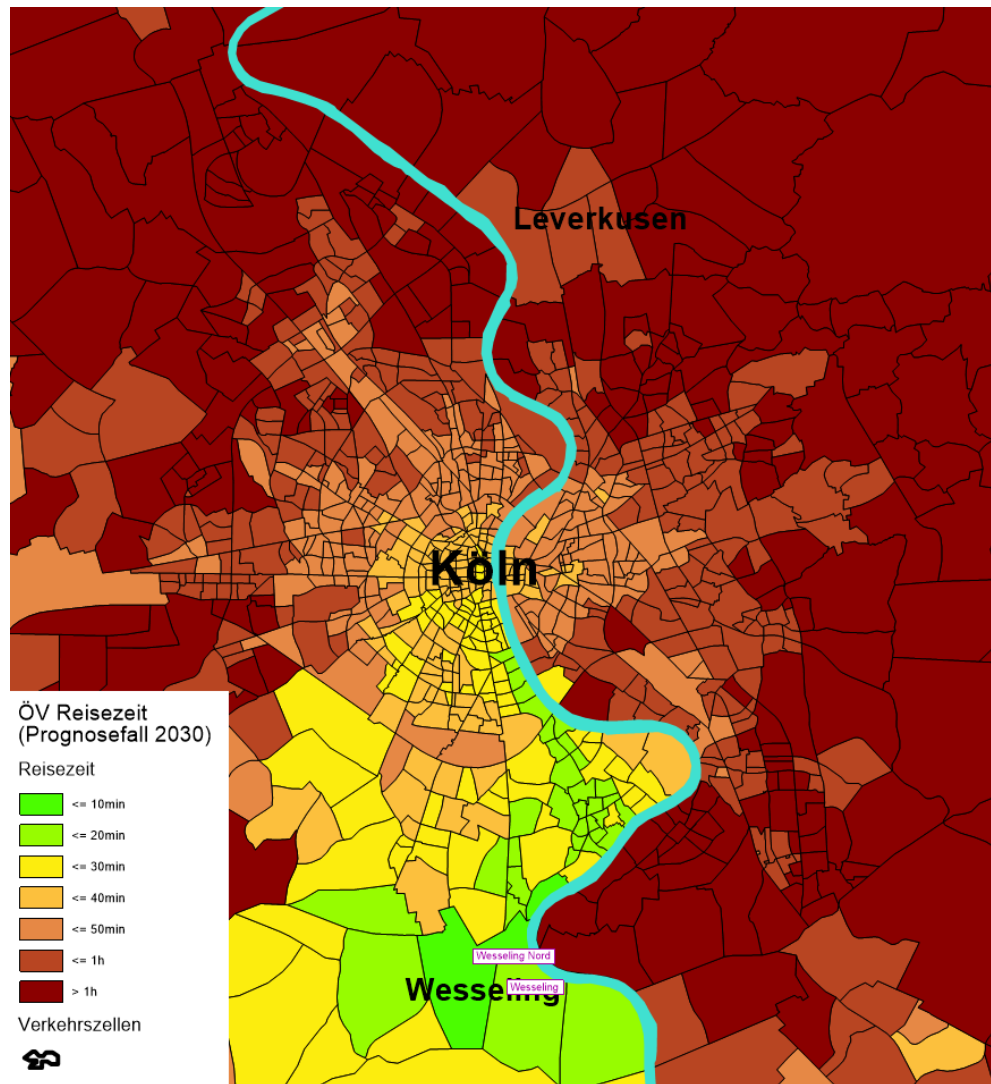 Leverkusen
Köln
ÖV Reisezeit
(Prognosefall 2030)
Reisezeit
<= 10min
<= 20min
<= 30min
<= 40min
<= 50min
<= 1h
> 1h
Verkehrszellen
Wesseling Nord
Wesseling
Wesseling